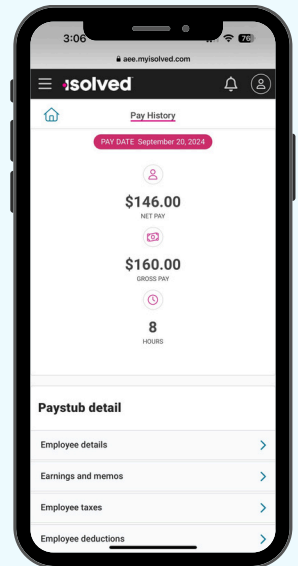 3:06
76
aee.myisolved.com
isolved
Pay History
PAY DATE September 20, 2024
$146.00
NET PAY
$160.00
GROSS PAY
8
HOURS
Paystub detail
Employee details
Earnings and memos
Employee taxes
Employee deductions